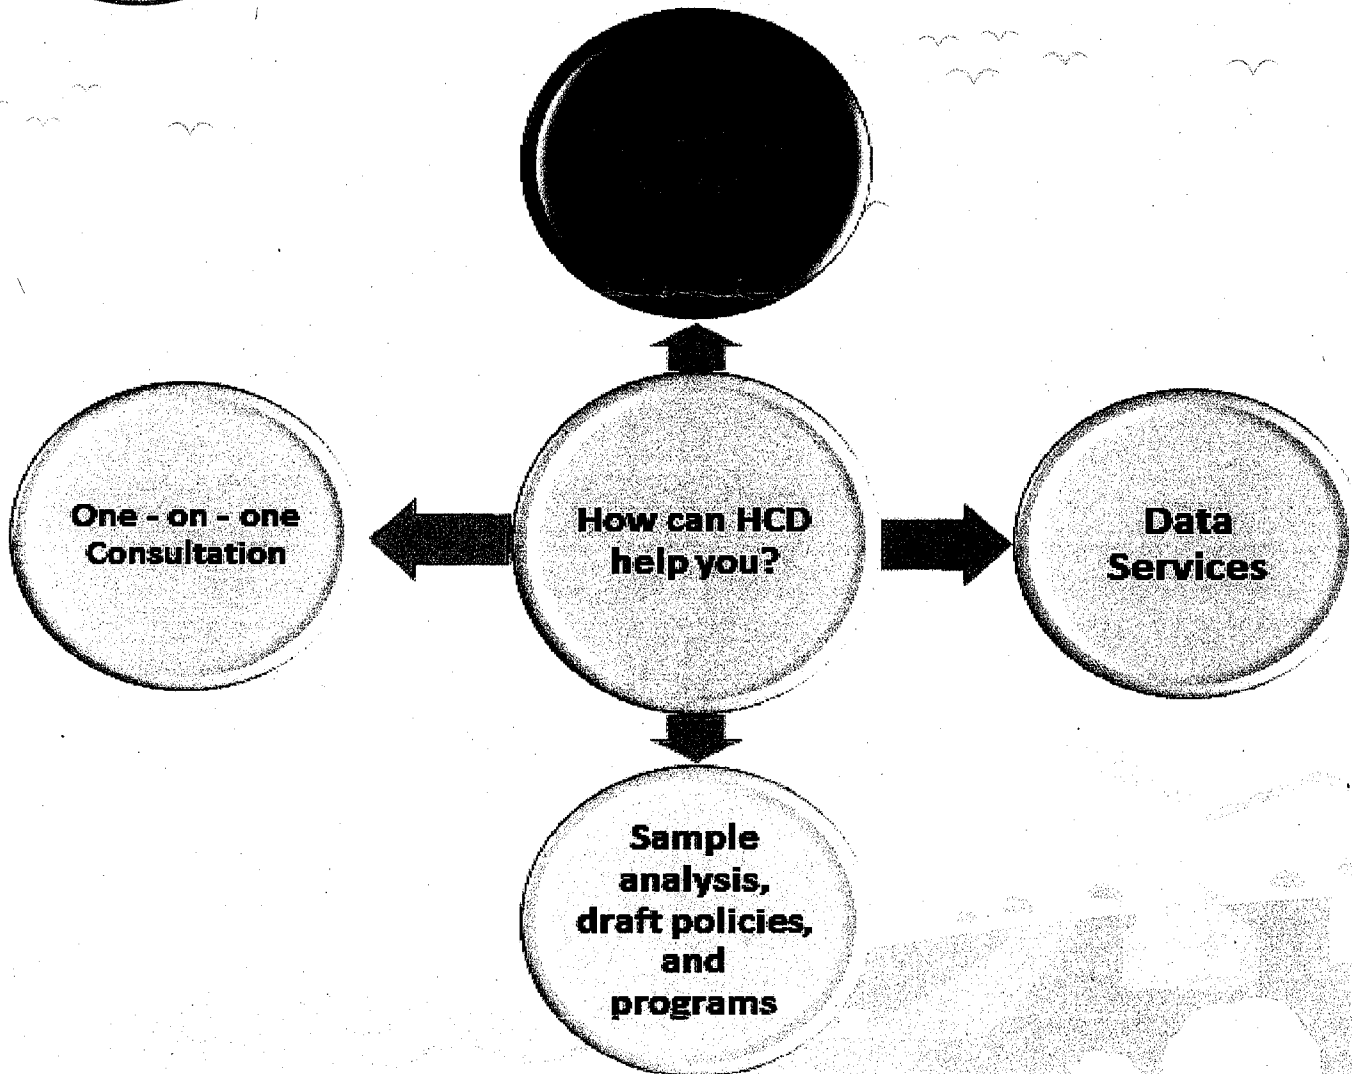 One - on - one
Consultation
How can HCD
help you?
Data
Services
Sample
analysis,
draft policies,
and
programs